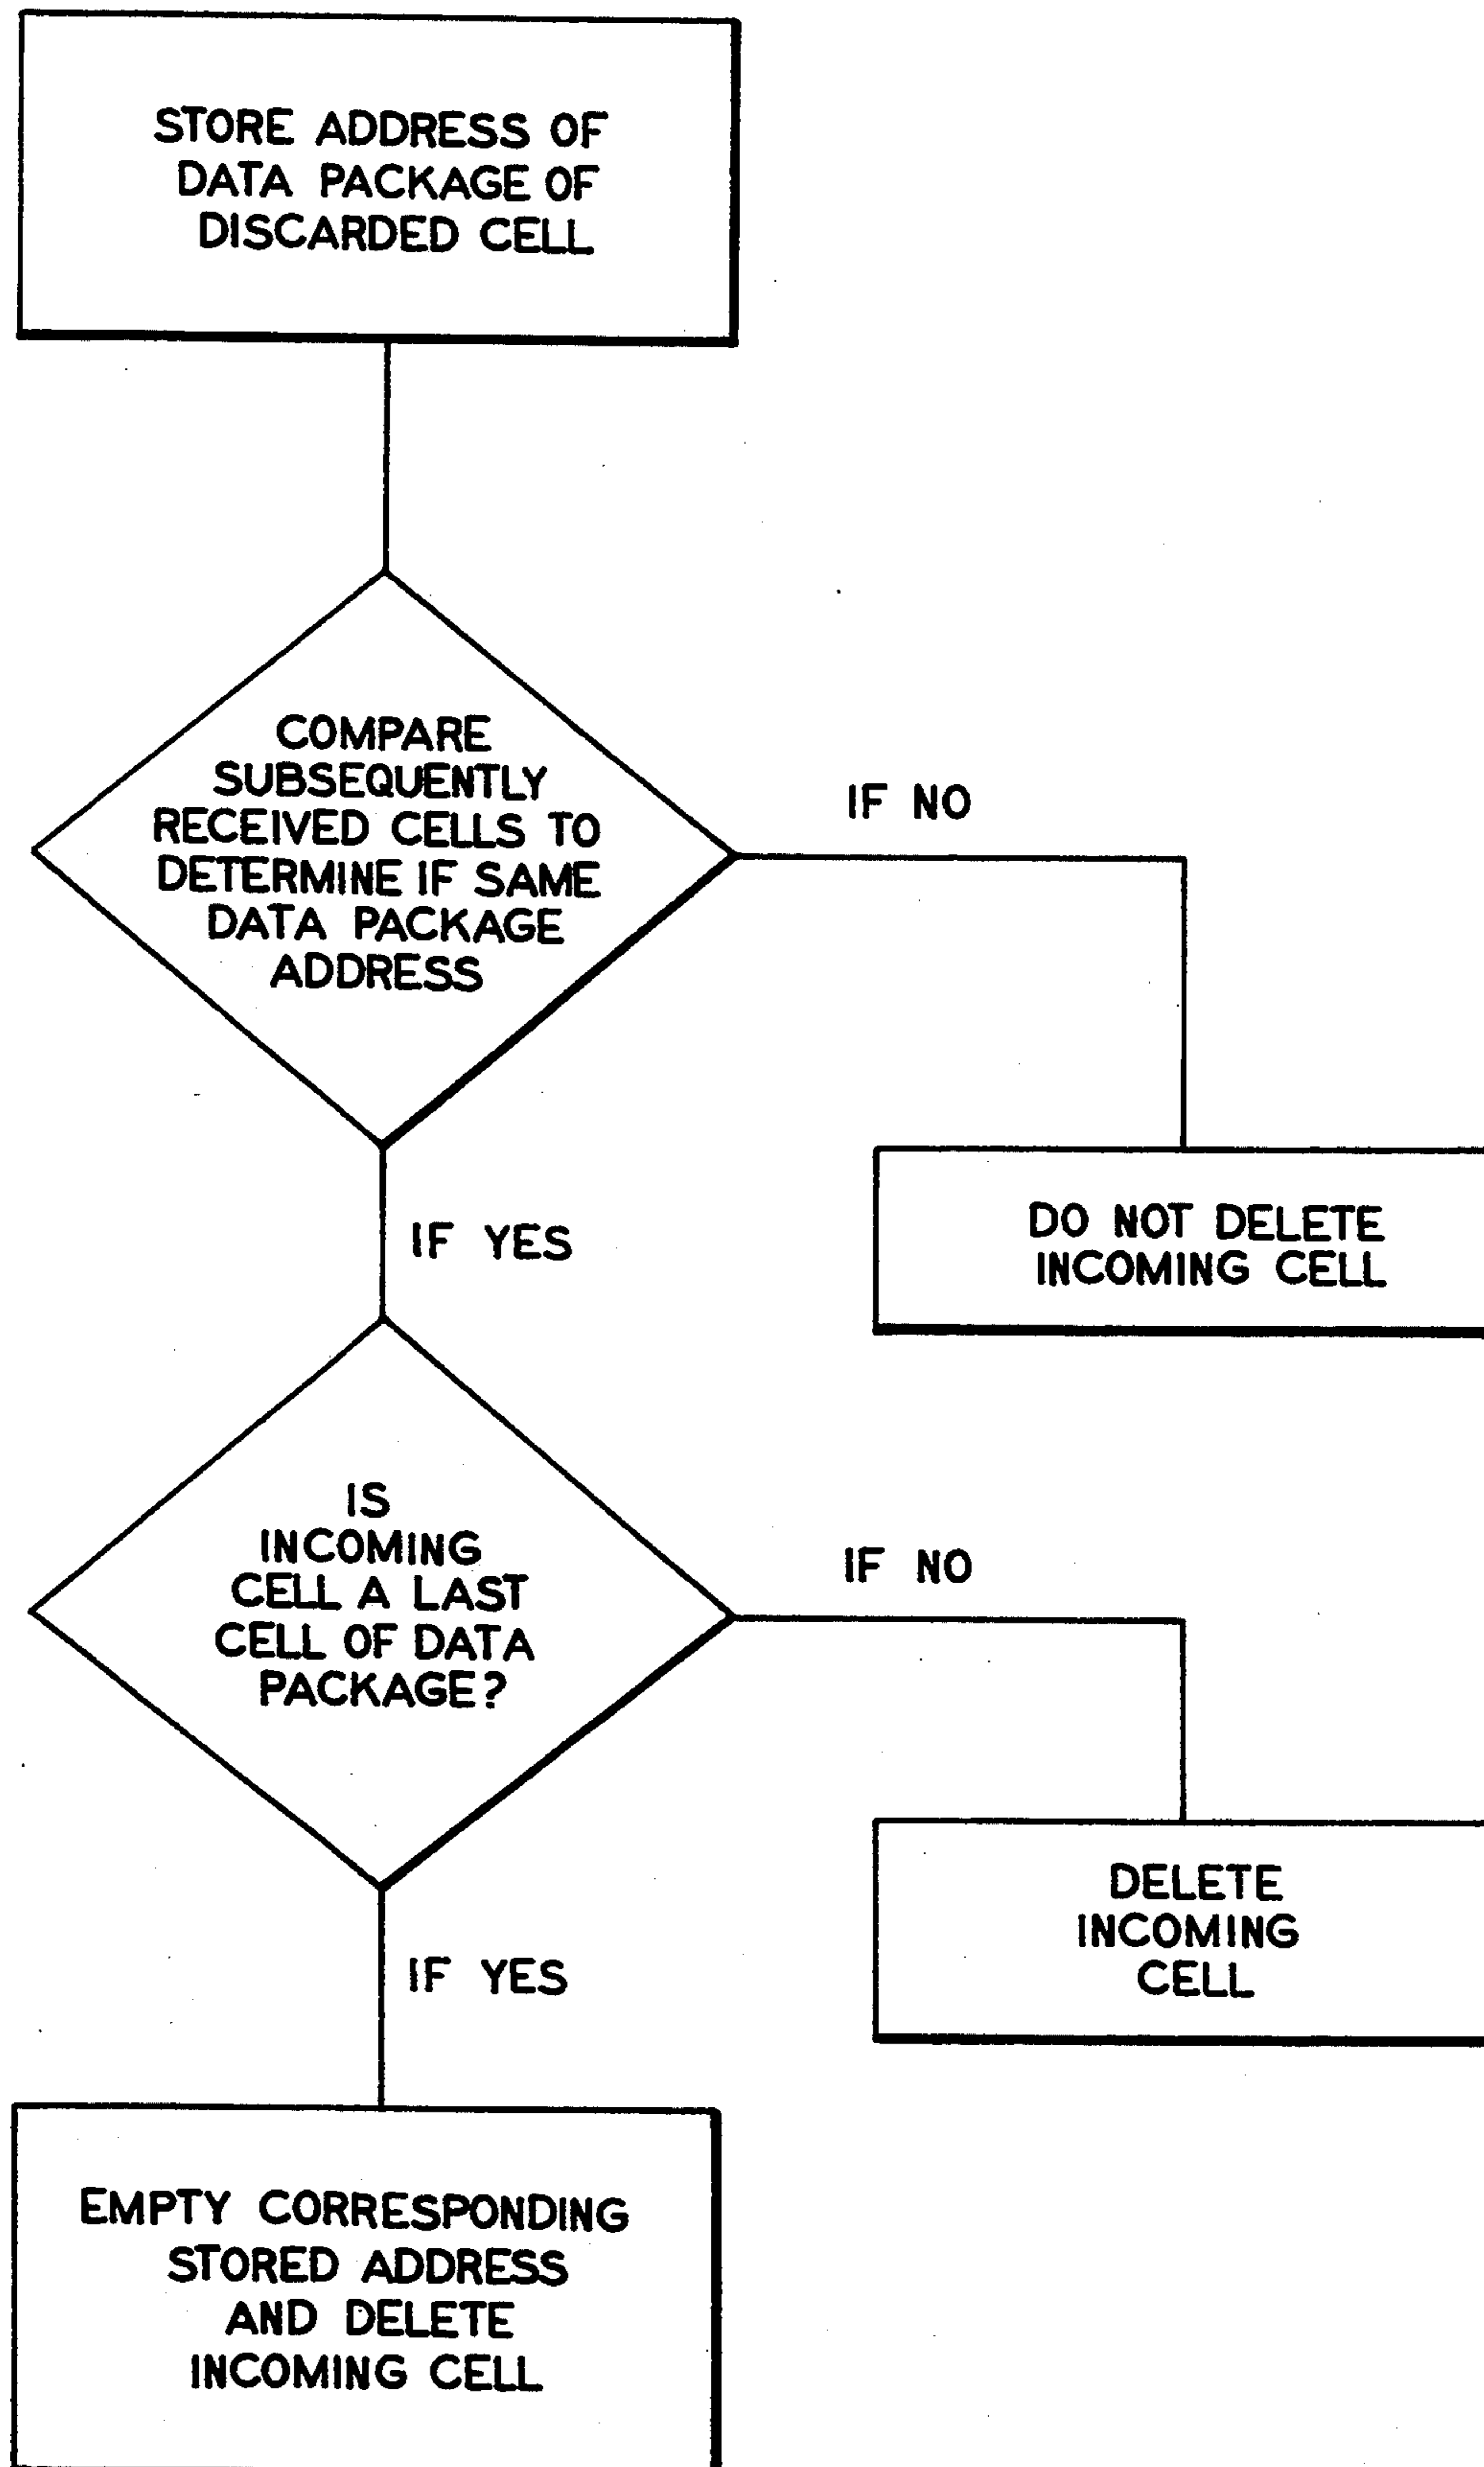 STORE ADDRESS OF
DATA PACKAGE OF
DISCARDED CELL
COMPARE
SUBSEQUENTLY
RECEIVED CELLS TO
DETERMINE IF SAME
DATA PACKAGE
ADDRESS
IF NO
DO NOT DELETE
INCOMING CELL
IF YES
IS
INCOMING
CELL A LAST
CELL OF DATA
PACKAGE?
IF NO
DELETE
INCOMING
CELL
IF YES
EMPTY CORRESPONDING
STORED ADDRESS
AND DELETE
INCOMING CELL